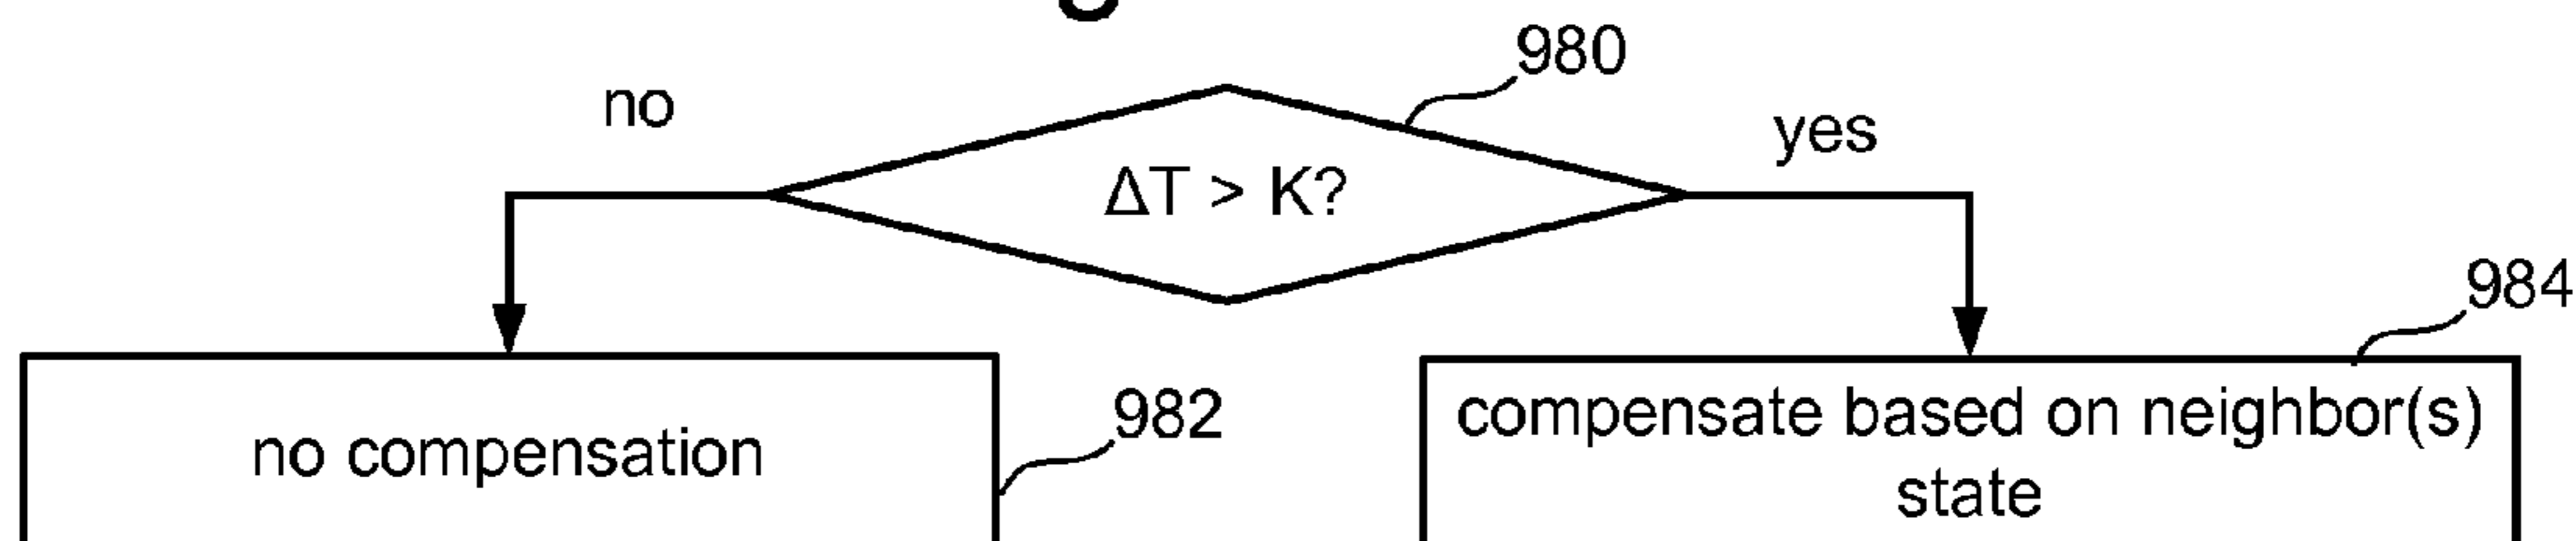 980
no
yes
ΔT > K?
984
982
no compensation
compensate based on neighbor(s)
state